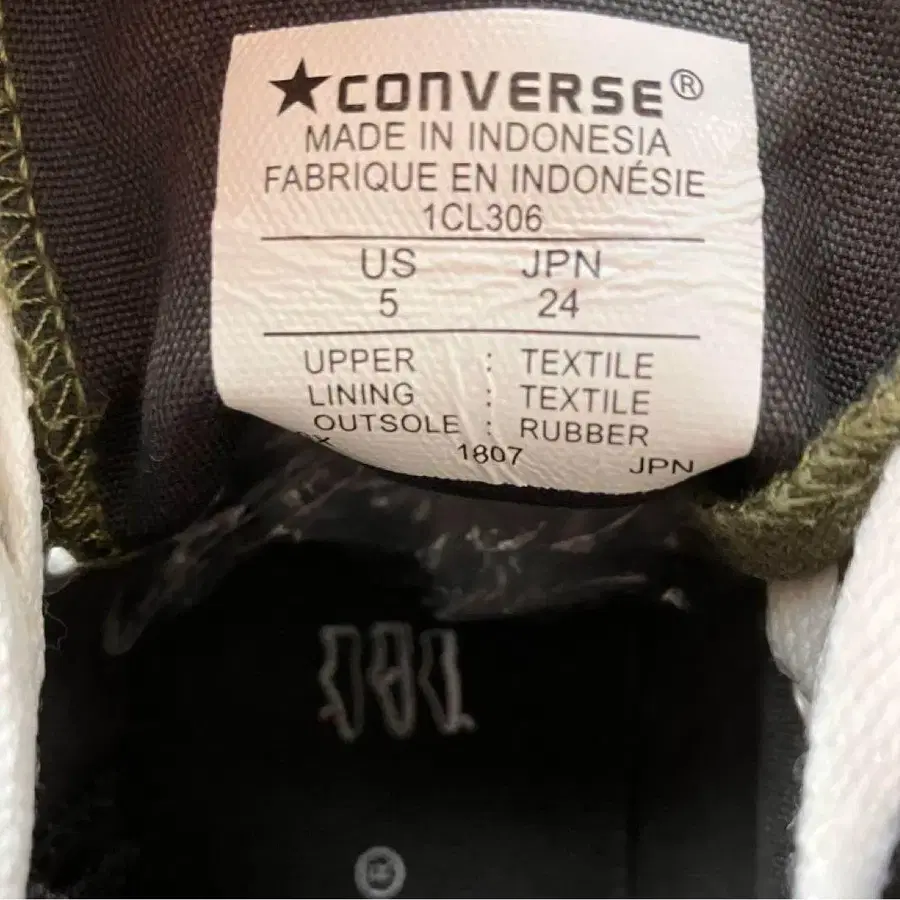 ★CONVERSE®
MADE IN INDONESIA
FABRIQUE EN INDONÉSIE
1CL306
US JPN
5 24
UPPER : TEXTILE
LINING : TEXTILE
OUTSOLE : RUBBER
1807 JPN